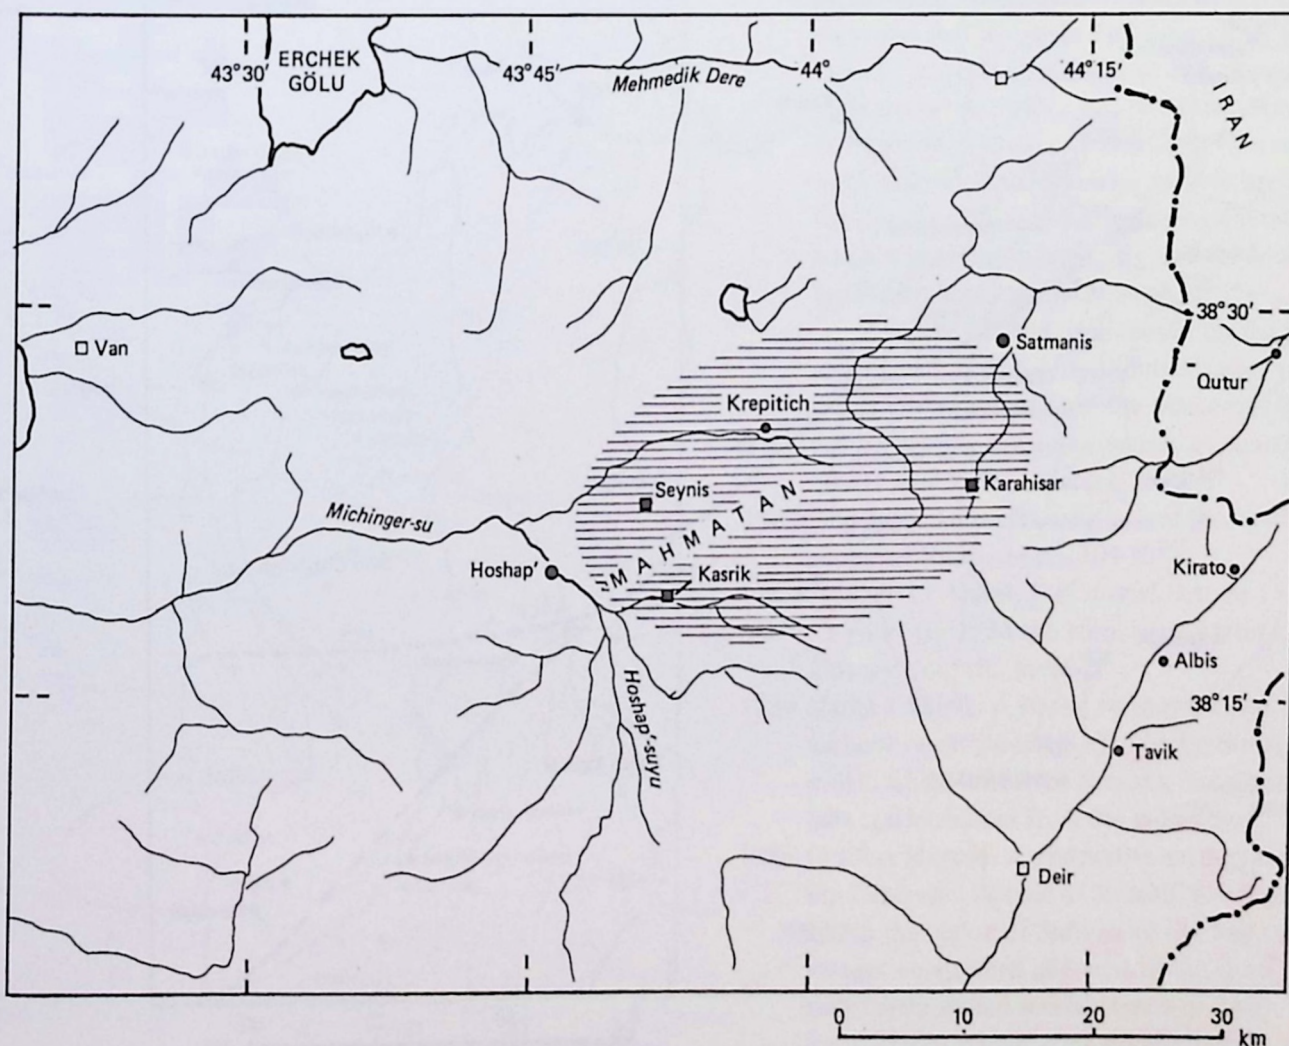 43°30′
ERCHEK
GÖLU
43°45′
Mehmedik Dere
44°
44°15′
IRAN
38°30′
Van
Satmanis
Qutur
Krepitich
Seynis
Karahisar
MAHMATAN
Michinger-su
Hoshap'
Kasrik
Kirato
Albis
38°15′
Hoshap'-suyu
Tavik
Deir
0 10 20 30
km